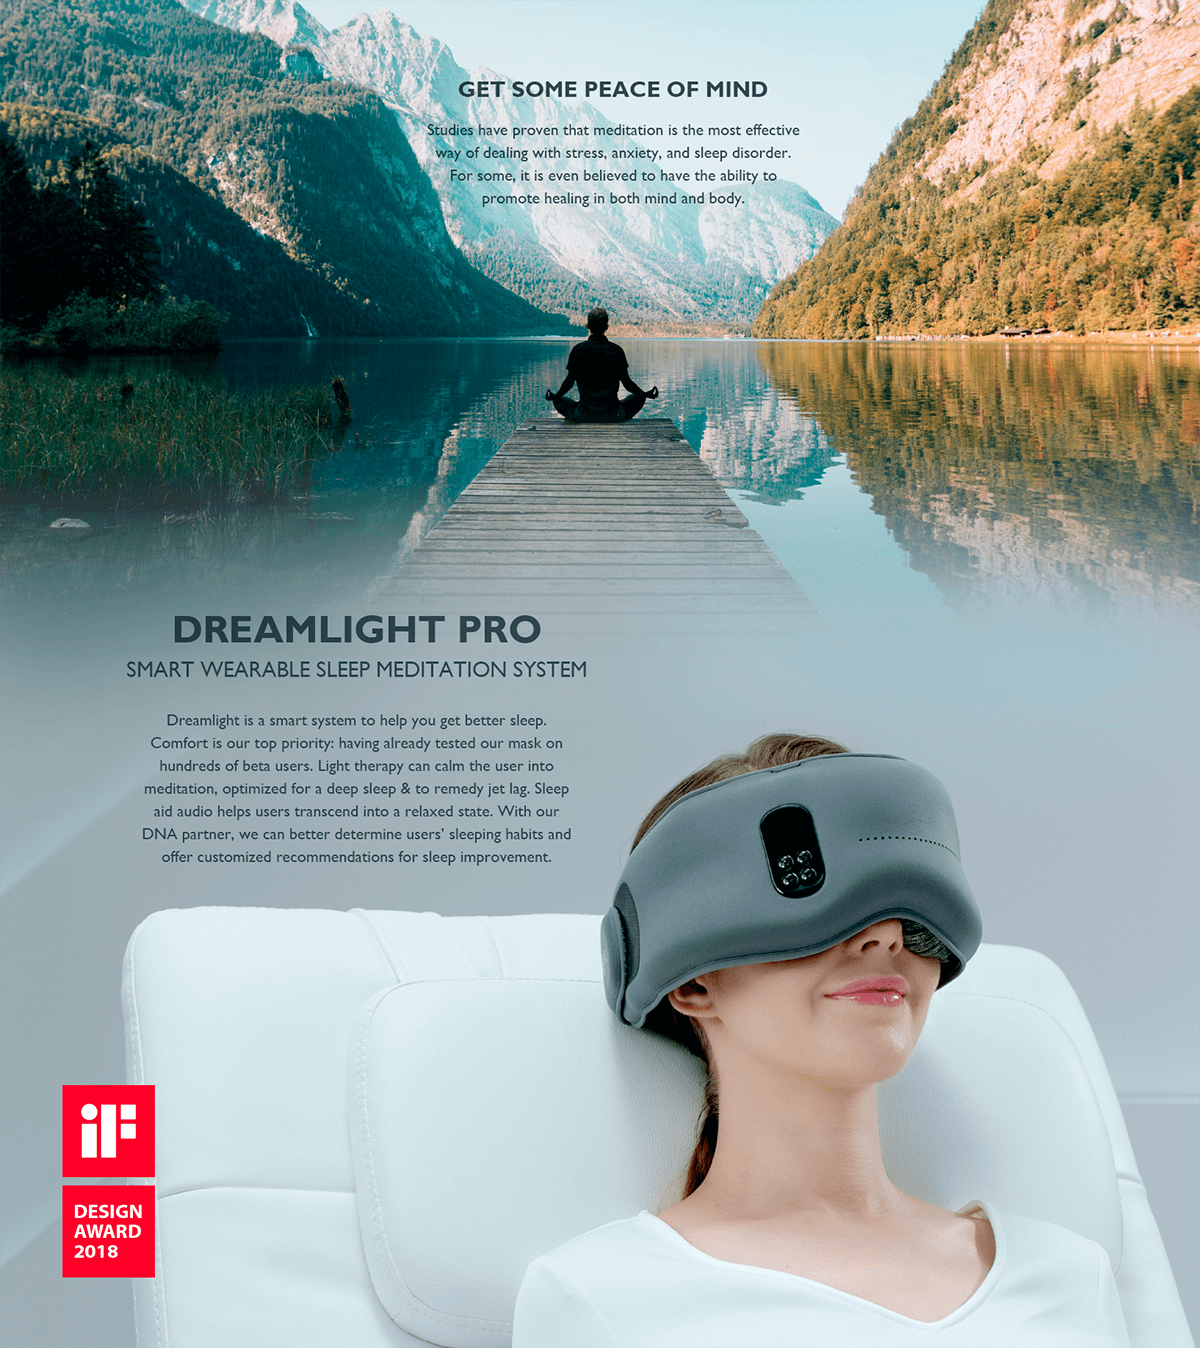 GET SOME PEACE OF MIND
Studies have proven that meditation is the most effective
way of dealing with stress, anxiety, and sleep disorder.
For some, it is even believed to have the ability to
promote healing in both mind and body.
DREAMLIGHT PRO
SMART WEARABLE SLEEP MEDITATION SYSTEM
Dreamlight is a smart system to help you get better sleep.
Comfort is our top priority: having already tested our mask on
hundreds of beta users. Light therapy can calm the user into
meditation, optimized for a deep sleep & to remedy jet lag. Sleep
aid audio helps users transcend into a relaxed state. With our
DNA partner, we can better determine users’ sleeping habits and
offer customized recommendations for sleep improvement.
iF
DESIGN
AWARD
2018